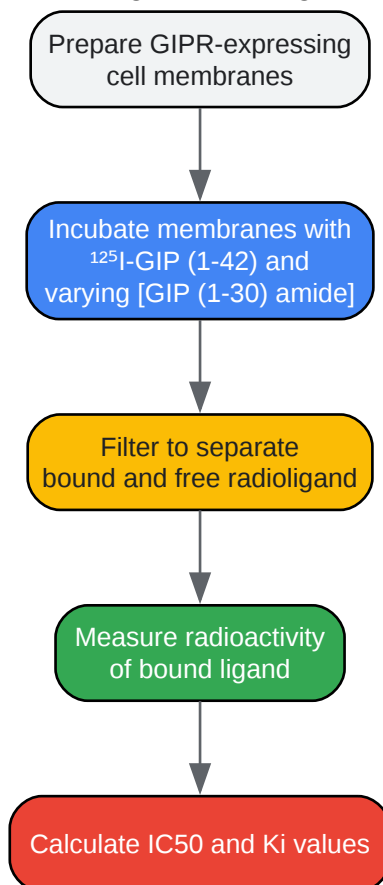 Prepare GIPR-expressing
cell membranes
Incubate membranes with
¹²⁵I-GIP (1-42) and
varying [GIP (1-30) amide]
Filter to separate
bound and free radioligand
Measure radioactivity
of bound ligand
Calculate IC50 and Ki values